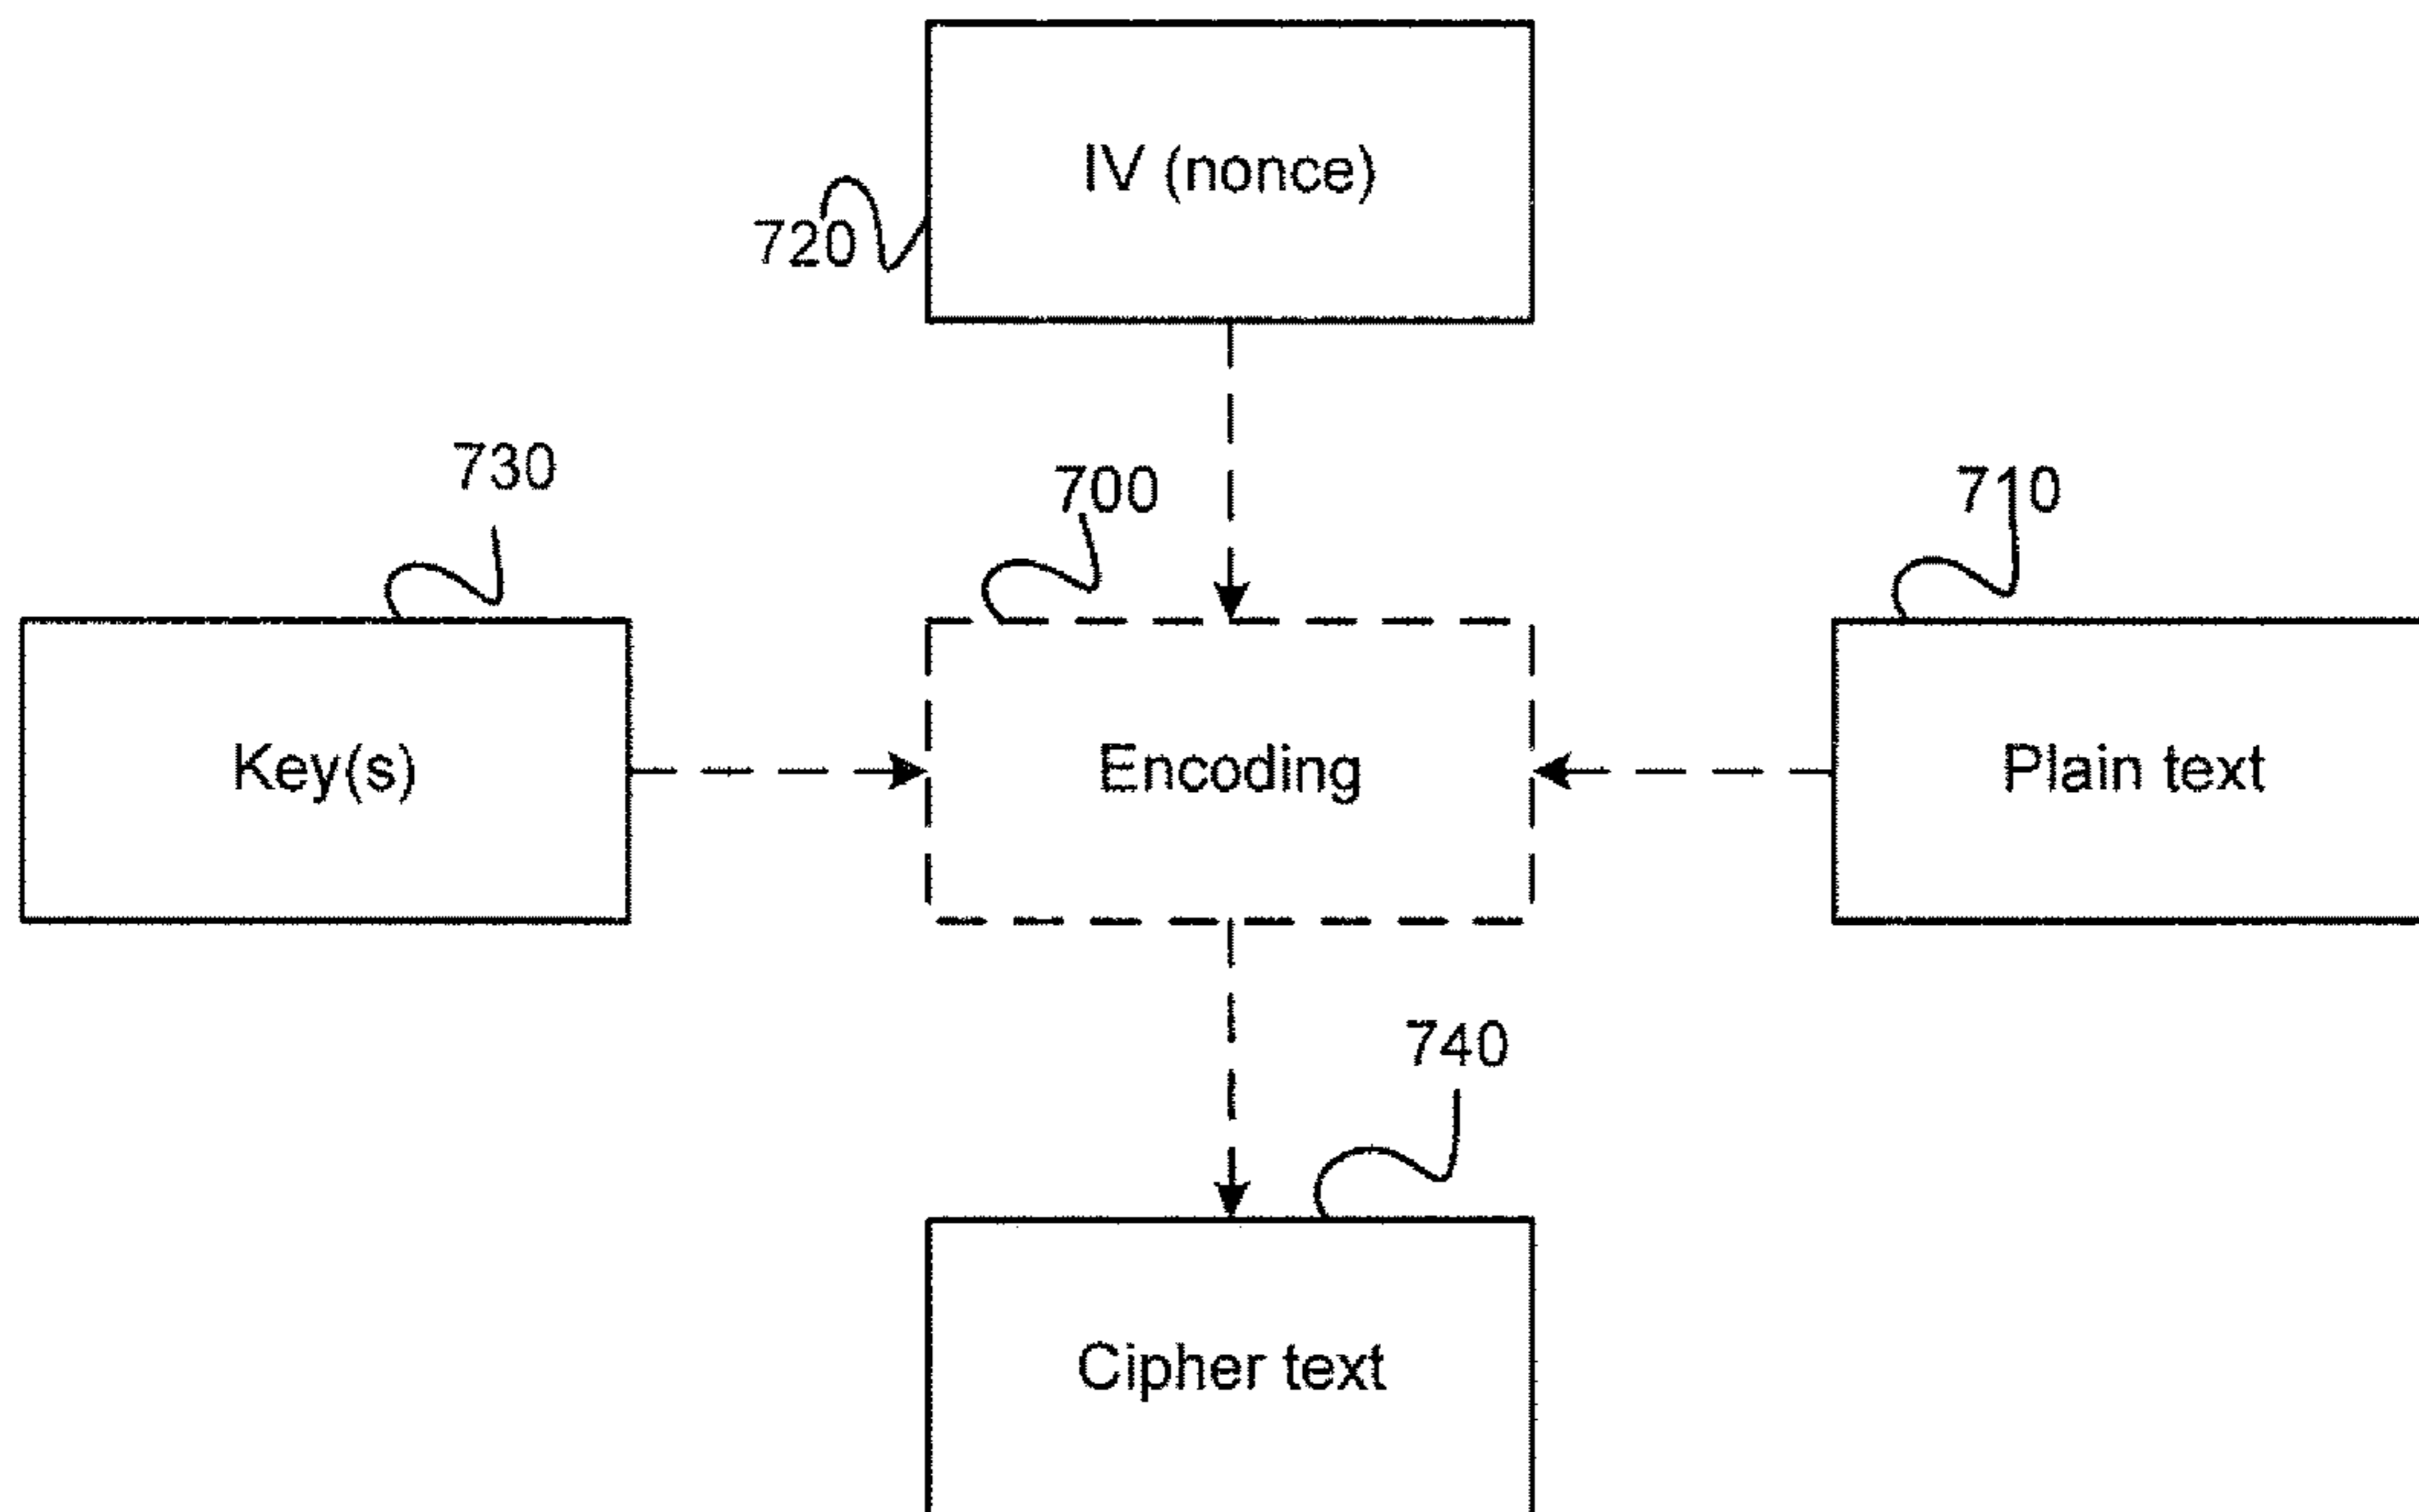 IV (nonce)
720
730
700
710
Key(s)
Encoding
Plain text
740
Cipher text